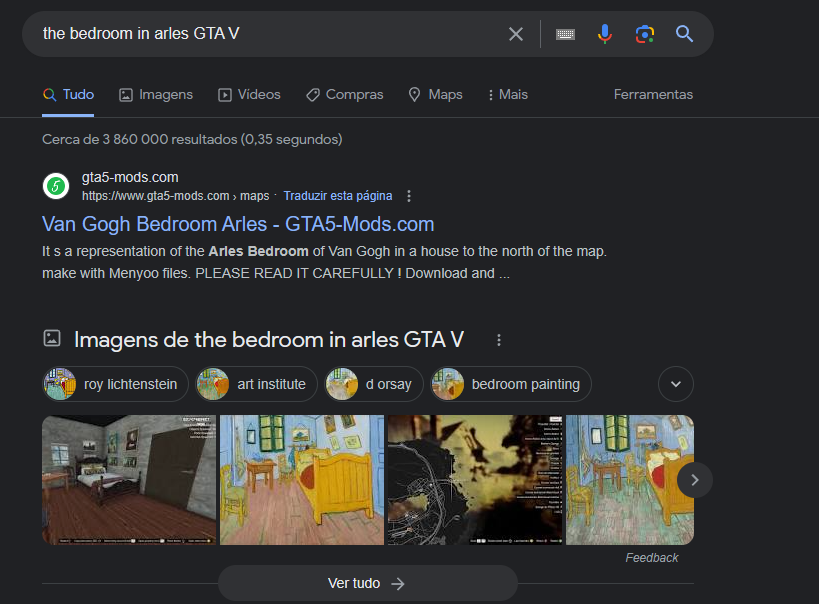 the bedroom in arles GTA V
Tudo Imagens Vídeos Compras Maps Mais Ferramentas
Cerca de 3 860 000 resultados (0,35 segundos)
gta5-mods.com
https://www.gta5-mods.com › maps · Traduzir esta página
Van Gogh Bedroom Arles - GTA5-Mods.com
It s a representation of the Arles Bedroom of Van Gogh in a house to the north of the map.
make with Menyoo files. PLEASE READ IT CAREFULLY ! Download and ...
Imagens de the bedroom in arles GTA V
roy lichtenstein art institute d orsay bedroom painting
Feedback
Ver tudo